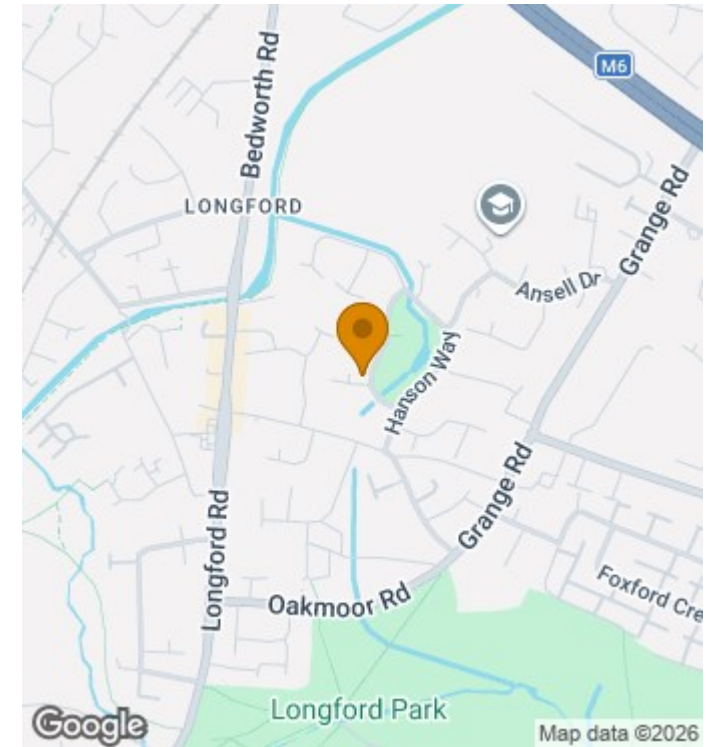 Bedworth Rd
M6
LONGFORD
Grange Rd
Ansell Dr
Hanson Way
Longford Rd
Grange Rd
Foxford Cre
Oakmoor Rd
Longford Park
Google
Map data ©2026